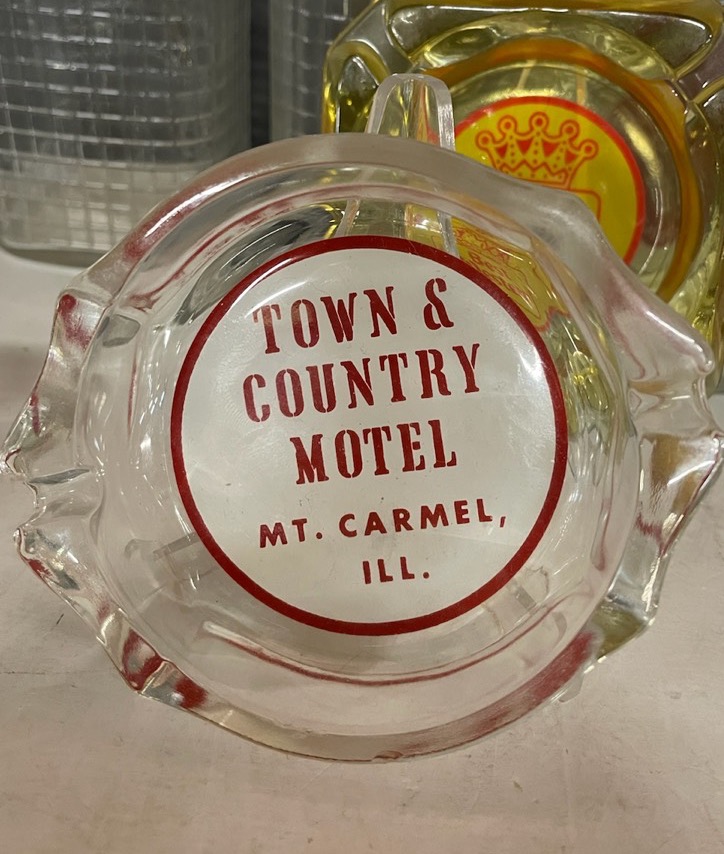 TOWN &
COUNTRY
MOTEL
MT. CARMEL,
ILL.